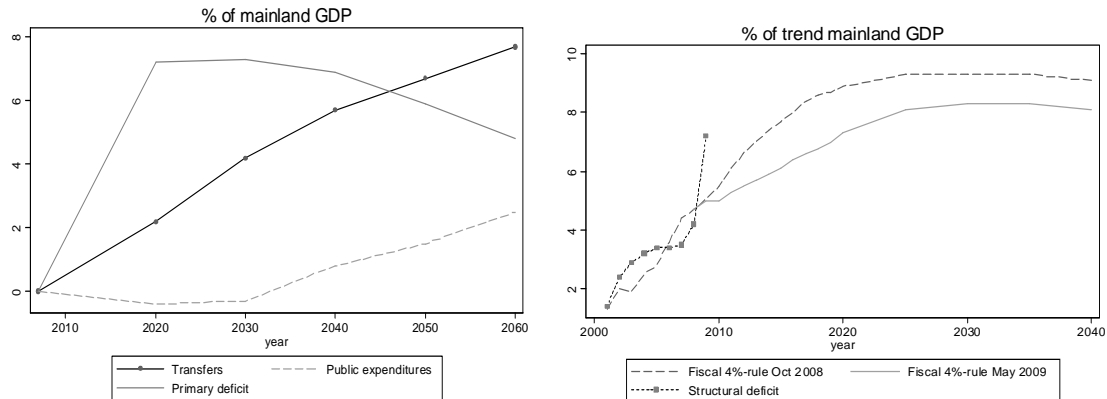 % of mainland GDP
8
6
4
2
0
2010 2020 2030 2040 2050 2060
year
Transfers Public expenditures
Primary deficit
% of trend mainland GDP
10
8
6
4
2
2000 2010 2020 2030 2040
year
Fiscal 4%-rule Oct 2008 Fiscal 4%-rule May 2009
Structural deficit